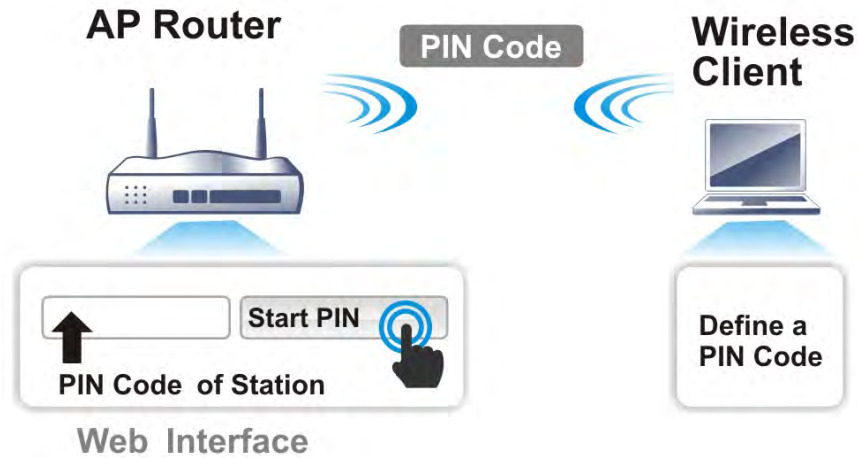 AP Router
PIN Code
Wireless
Client
Start PIN
PIN Code of Station
Web Interface
Define a
PIN Code